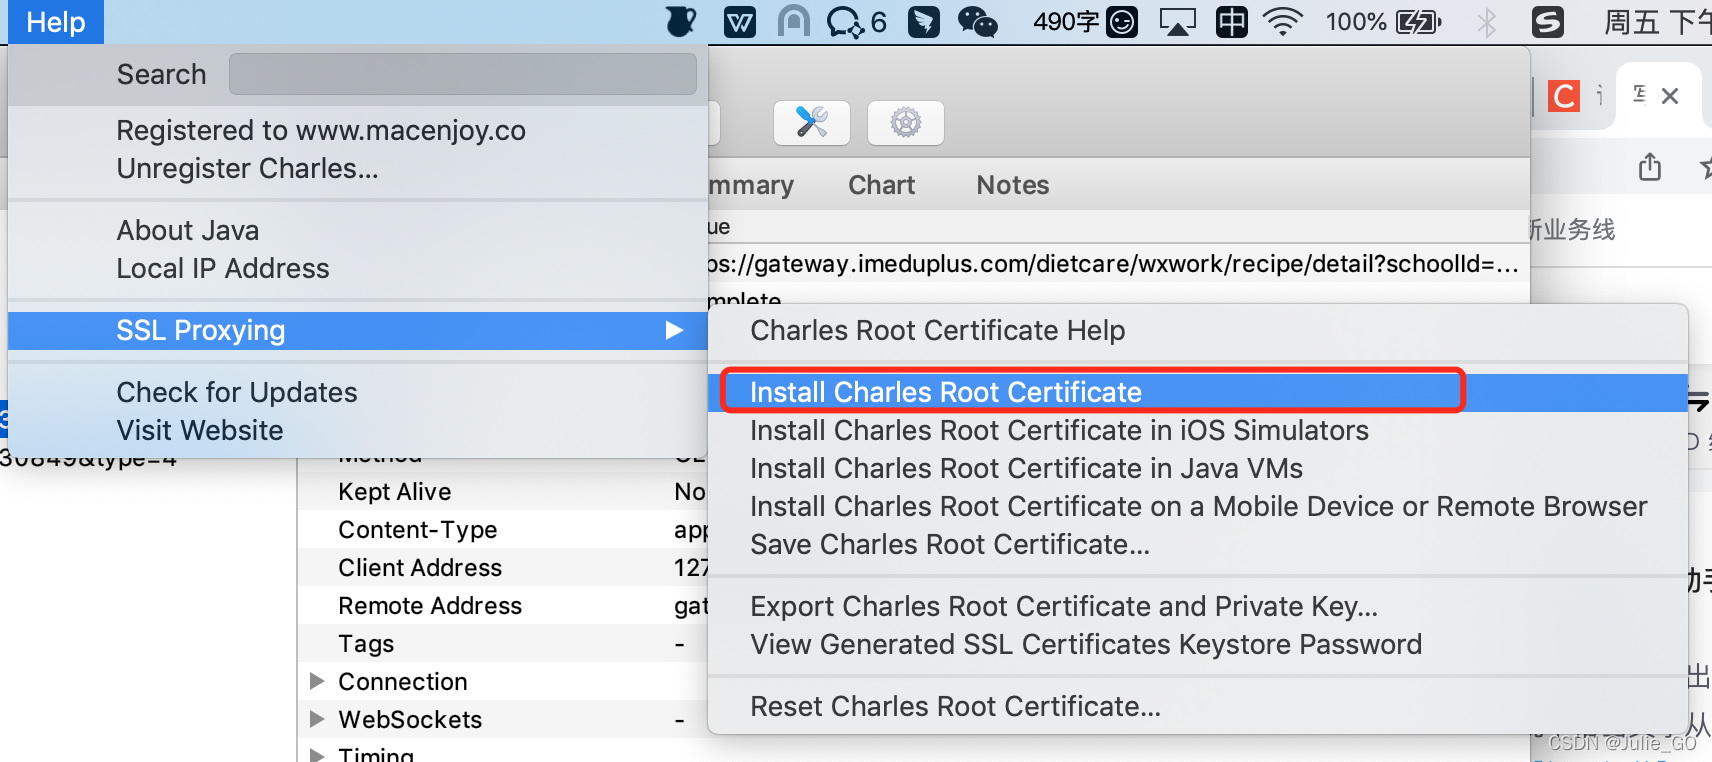 Help
6
490字
中
100%
周五 下午
Search
Registered to www.macenjoy.co
Unregister Charles...
About Java
Local IP Address
SSL Proxying
Check for Updates
Visit Website
mmary
Chart
Notes
ue
ps://gateway.imeduplus.com/dietcare/wxwork/recipe/detail?schoolId=...
mplete
新业务线
Charles Root Certificate Help
Install Charles Root Certificate
Install Charles Root Certificate in iOS Simulators
Install Charles Root Certificate in Java VMs
Install Charles Root Certificate on a Mobile Device or Remote Browser
Save Charles Root Certificate...
Export Charles Root Certificate and Private Key...
View Generated SSL Certificates Keystore Password
Reset Charles Root Certificate...
30849&type=4
Method
Kept Alive
No
Content-Type
app
Client Address
127
Remote Address
gat
Tags
-
Connection
WebSockets
-
Timing
出
从
CSDN @Julie_GO